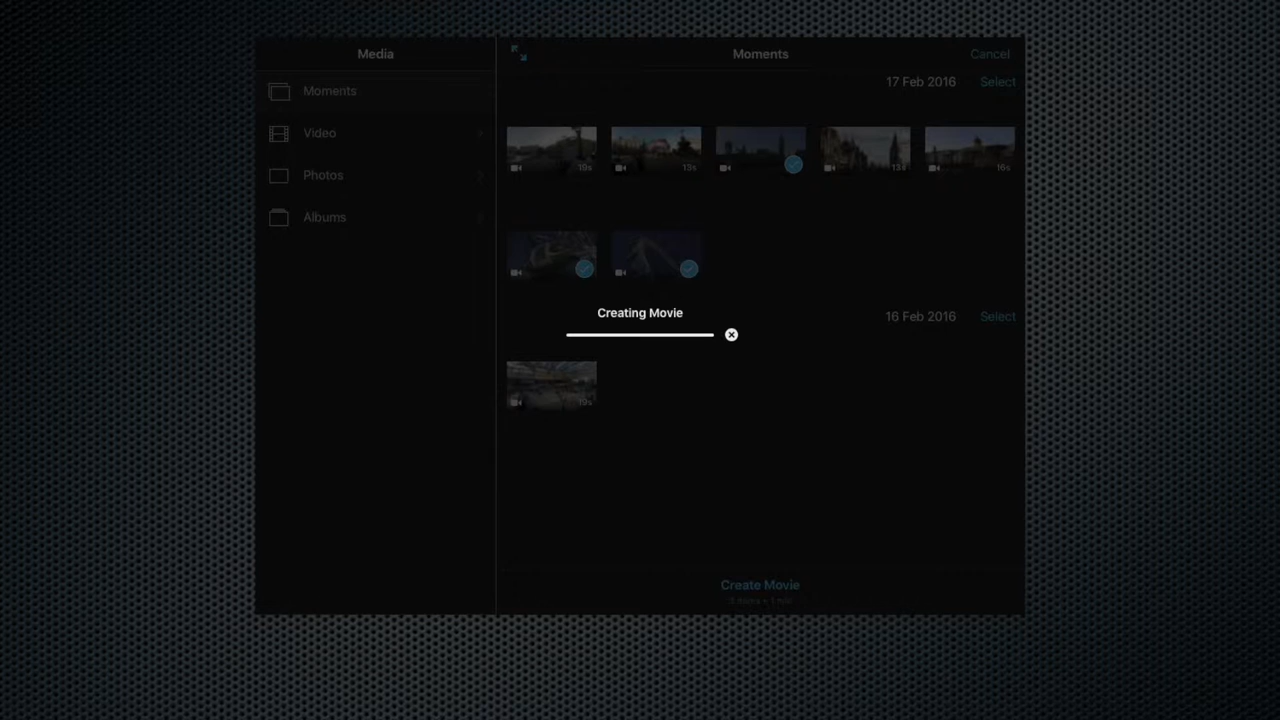 Media
Moments
Cancel
17 Feb 2016
Select
Moments
Video
Photos
Albums
19s
13s
13s
16s
Creating Movie
16 Feb 2016
Select
19s
Create Movie